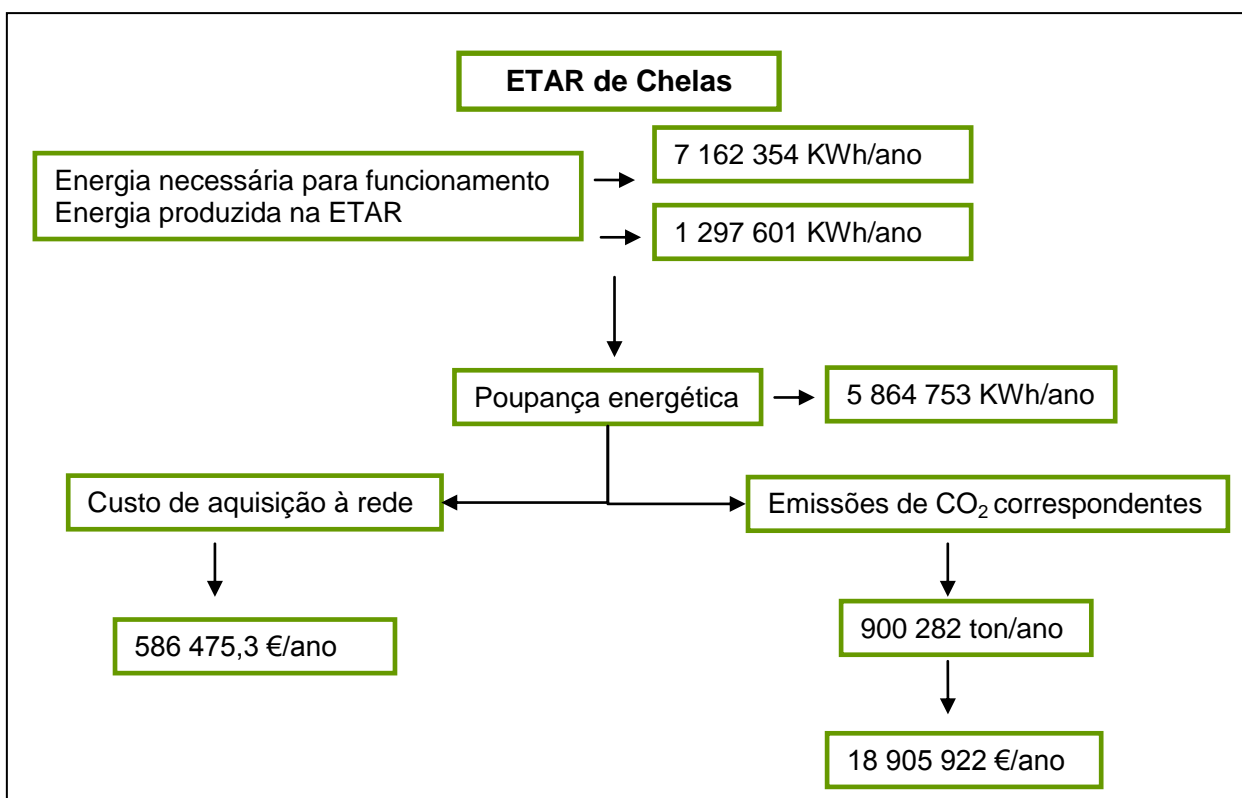 ETAR de Chelas
Energia necessária para funcionamento
Energia produzida na ETAR
7 162 354 KWh/ano
1 297 601 KWh/ano
Poupança energética
5 864 753 KWh/ano
Custo de aquisição à rede
Emissões de CO₂ correspondentes
586 475,3 €/ano
900 282 ton/ano
18 905 922 €/ano